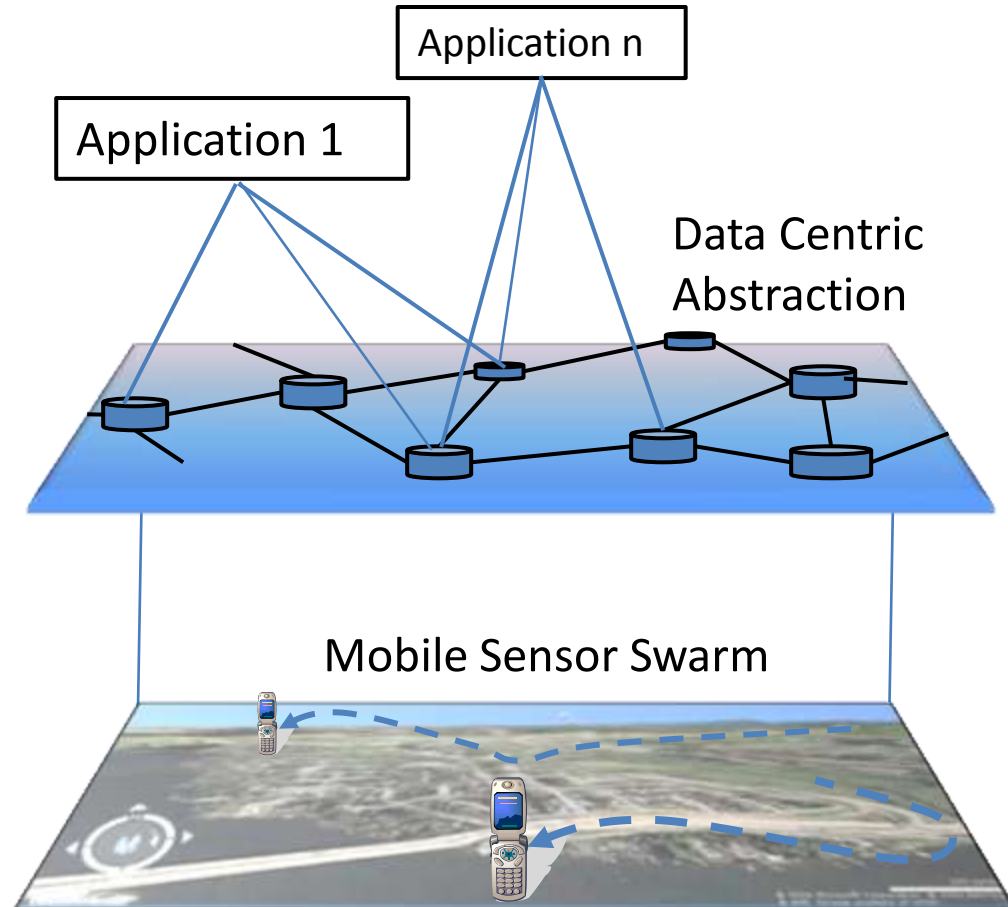 Application n
Application 1
Data Centric
Abstraction
Mobile Sensor Swarm